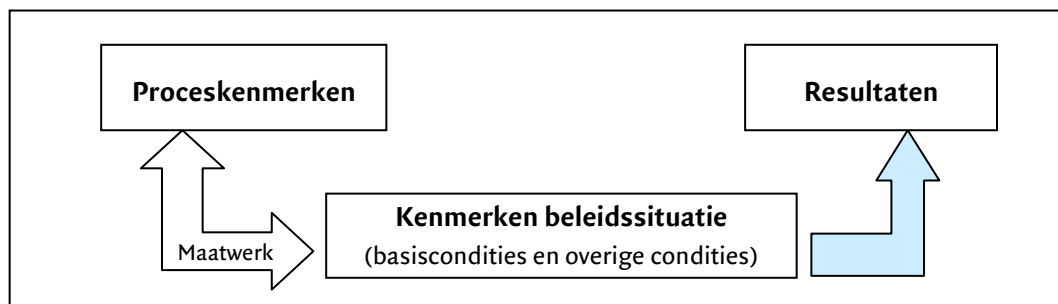 Proceskenmerken
Resultaten
Kenmerken beleidssituatie
(basiscondities en overige condities)
Maatwerk